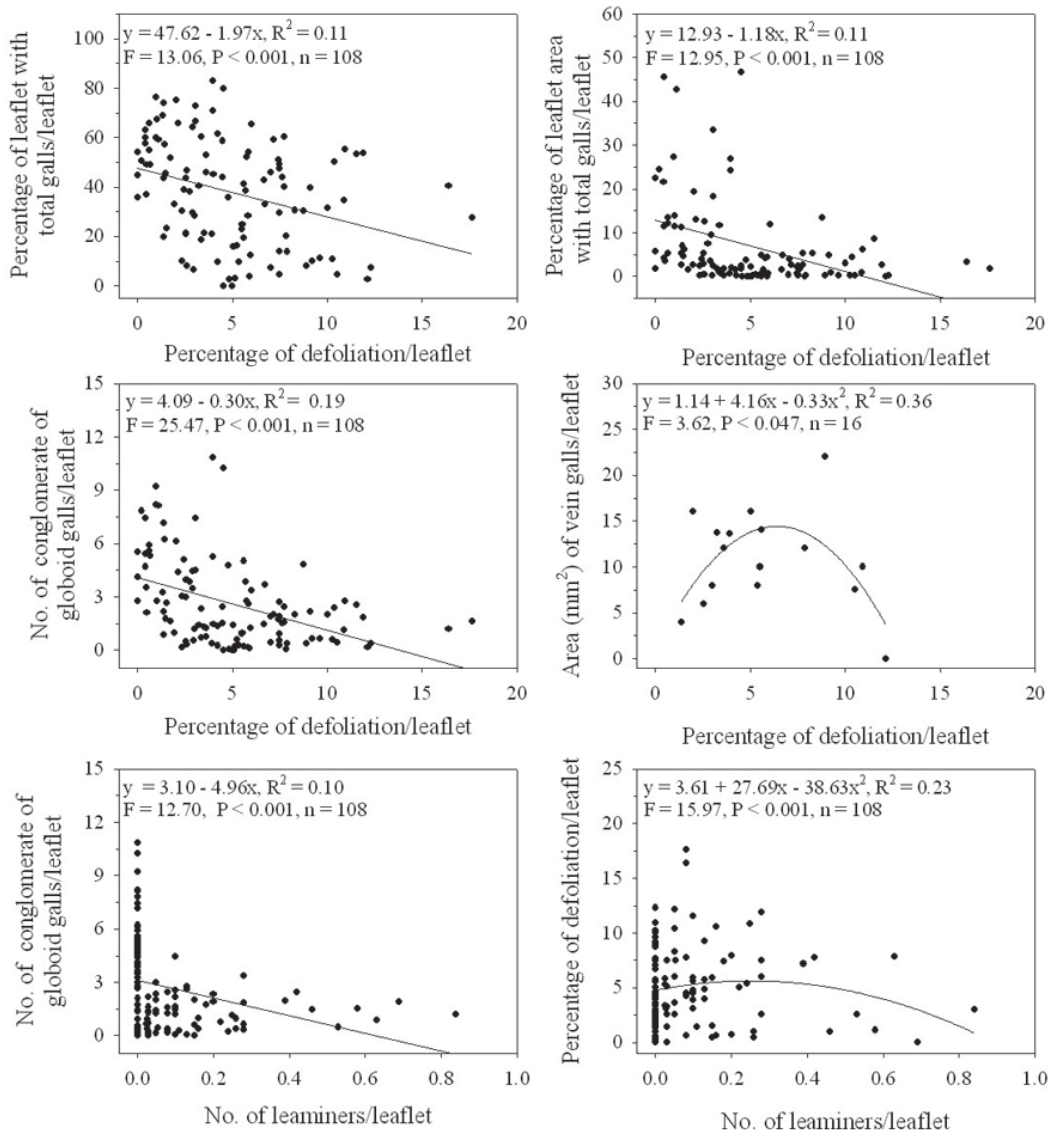 y = 47.62 - 1.97x, R² = 0.11
F = 13.06, P < 0.001, n = 108
Percentage of leaflet with
total galls/leaflet
100
80
60
40
20
0
0 5 10 15 20
Percentage of defoliation/leaflet
y = 12.93 - 1.18x, R² = 0.11
F = 12.95, P < 0.001, n = 108
Percentage of leaflet area
with total galls/leaflet
60
50
40
30
20
10
0
0 5 10 15 20
Percentage of defoliation/leaflet
y = 4.09 - 0.30x, R² = 0.19
F = 25.47, P < 0.001, n = 108
No. of conglomerate of
globoid galls/leaflet
15
12
9
6
3
0
0 5 10 15 20
Percentage of defoliation/leaflet
y = 1.14 + 4.16x - 0.33x², R² = 0.36
F = 3.62, P < 0.047, n = 16
Area (mm²) of vein galls/leaflet
30
25
20
15
10
5
0
0 5 10 15 20
Percentage of defoliation/leaflet
y = 3.10 - 4.96x, R² = 0.10
F = 12.70, P < 0.001, n = 108
No. of conglomerate of
globoid galls/leaflet
15
12
9
6
3
0
0.0 0.2 0.4 0.6 0.8 1.0
No. of leaminers/leaflet
y = 3.61 + 27.69x - 38.63x², R² = 0.23
F = 15.97, P < 0.001, n = 108
Percentage of defoliation/leaflet
25
20
15
10
5
0
0.0 0.2 0.4 0.6 0.8 1.0
No. of leaminers/leaflet